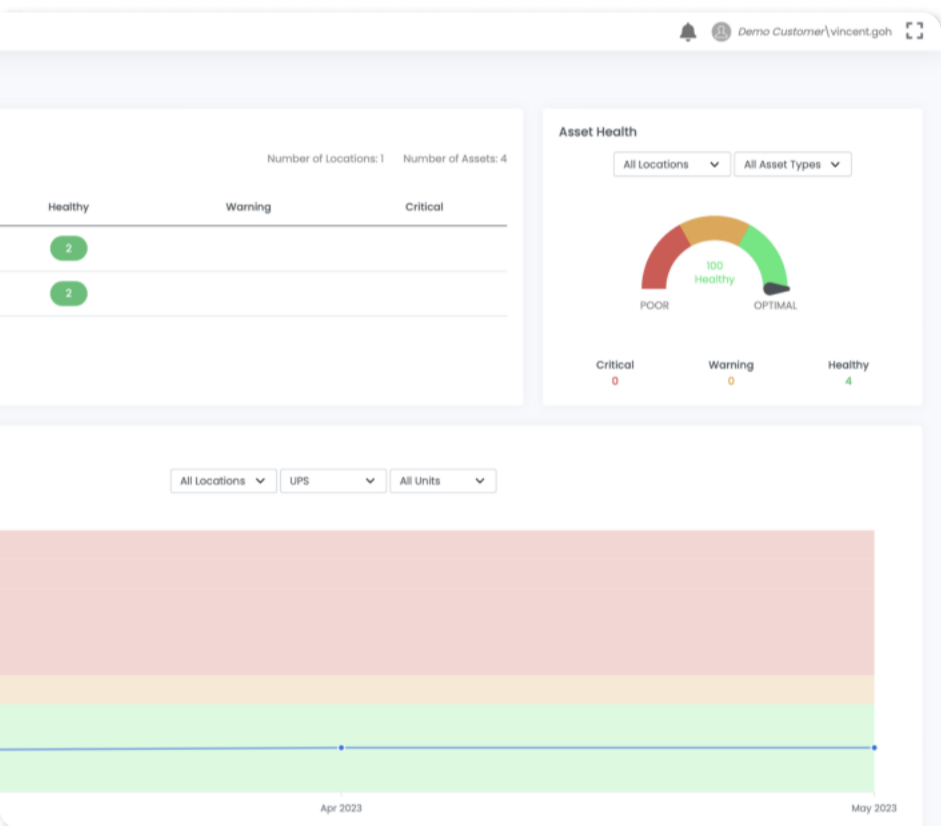 Demo Customer\vincent.goh
Number of Locations: 1 Number of Assets: 4
Healthy Warning Critical
2
2
Asset Health
All Locations All Asset Types
100
Healthy
POOR OPTIMAL
Critical Warning Healthy
0 0 4
All Locations UPS All Units
Apr 2023 May 2023